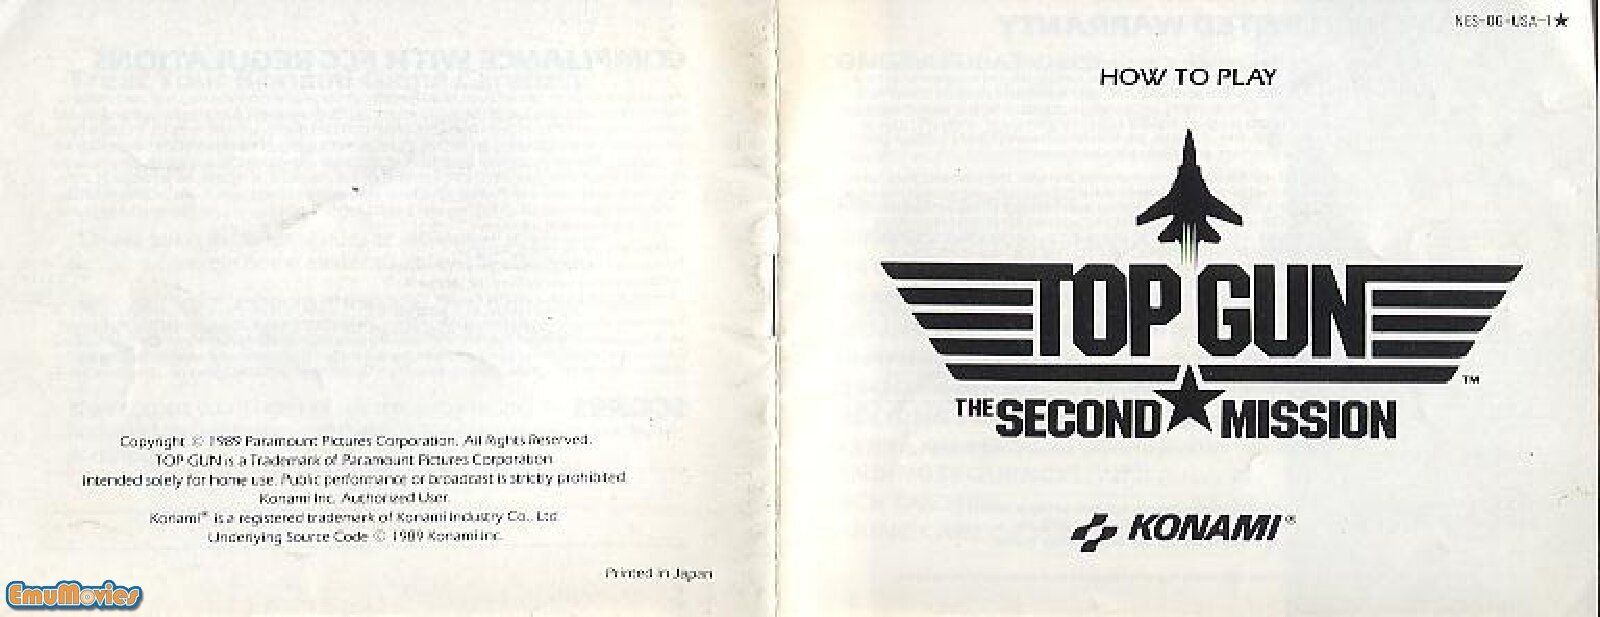 Copyright © 1989 Paramount Pictures Corporation. All Rights Reserved.
TOP GUN is a Trademark of Paramount Pictures Corporation
Intended solely for home use. Public performance or broadcast is strictly prohibited.
Konami Inc. Authorized User.
Konami® is a registered trademark of Konami Industry Co., Ltd.
Underlying Source Code © 1989 Konami Inc.
Printed in Japan
EmuMovies
NES-DG-USA-1★
HOW TO PLAY
TOP GUN
™
THE SECOND ★ MISSION
KONAMI®